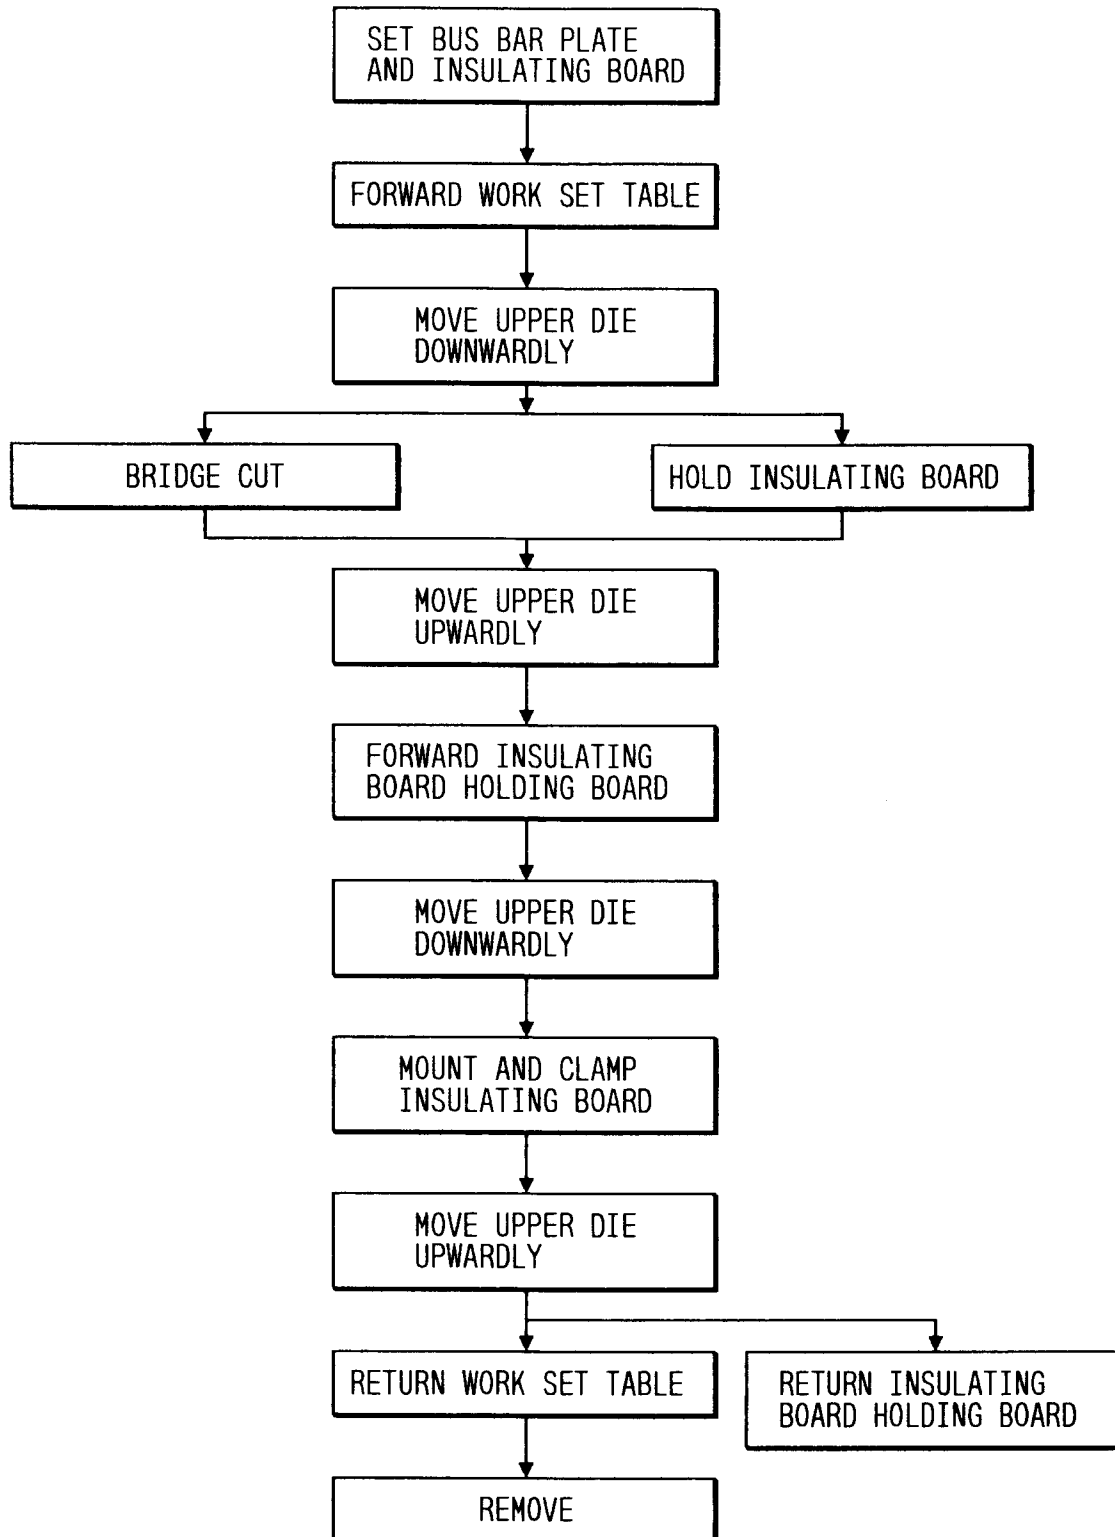 SET BUS BAR PLATE
AND INSULATING BOARD
FORWARD WORK SET TABLE
MOVE UPPER DIE
DOWNWARDLY
BRIDGE CUT
HOLD INSULATING BOARD
MOVE UPPER DIE
UPWARDLY
FORWARD INSULATING
BOARD HOLDING BOARD
MOVE UPPER DIE
DOWNWARDLY
MOUNT AND CLAMP
INSULATING BOARD
MOVE UPPER DIE
UPWARDLY
RETURN WORK SET TABLE
RETURN INSULATING
BOARD HOLDING BOARD
REMOVE